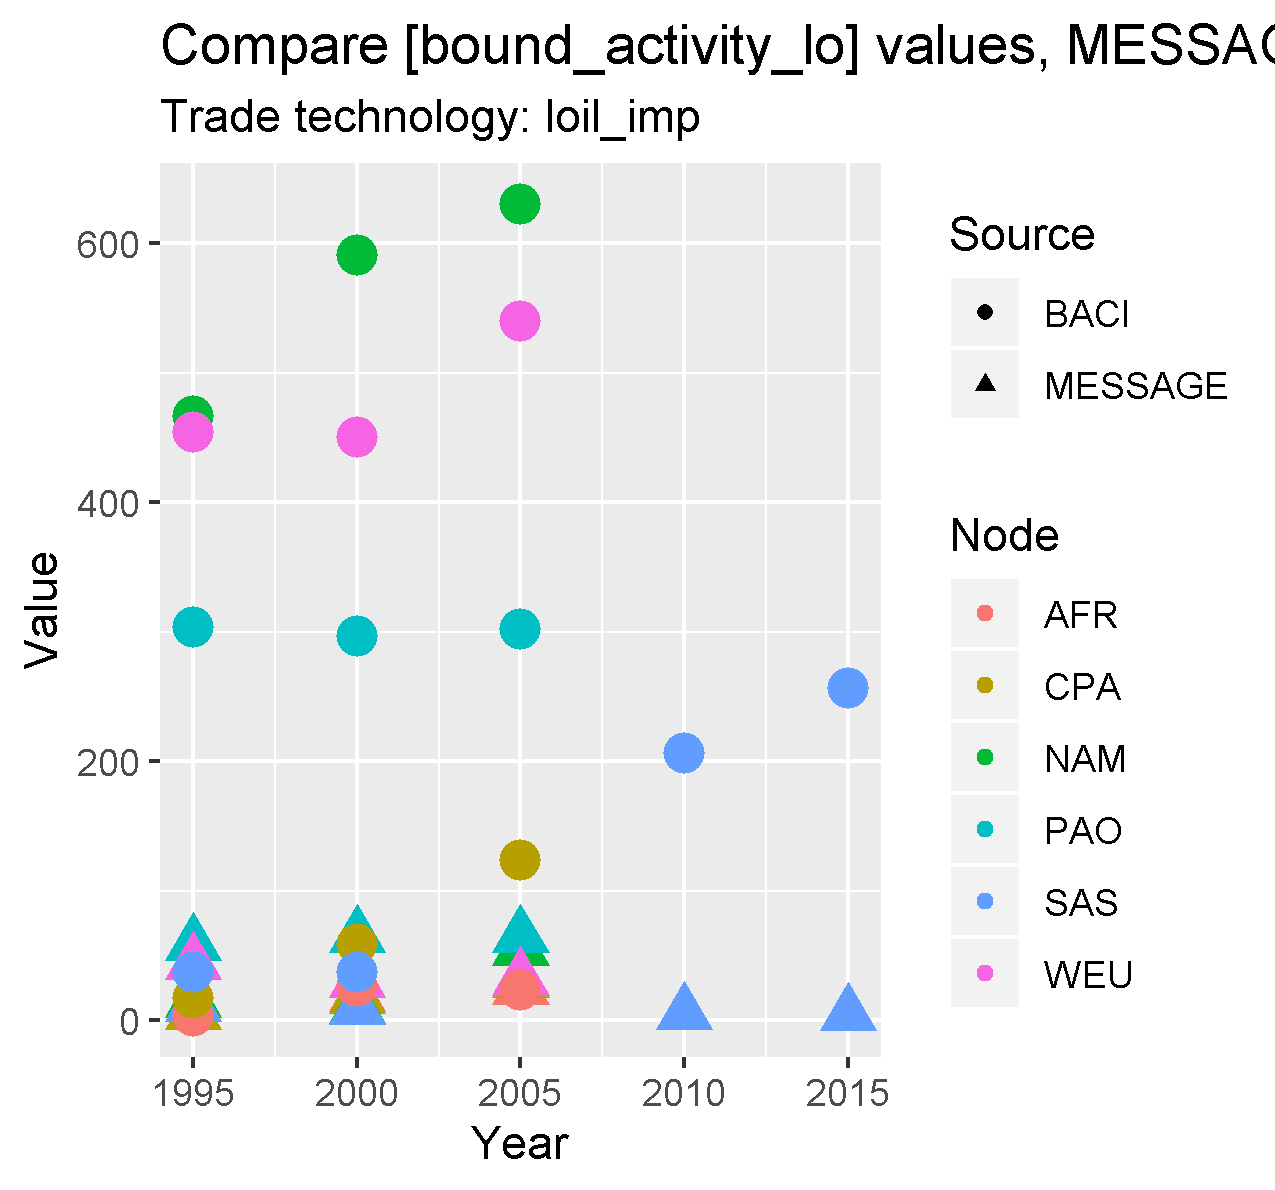 Compare [bound_activity_lo] values, MESSAG
Trade technology: loil_imp
Value
600
400
200
0
1995 2000 2005 2010 2015
Year
Source
BACI
MESSAGE
Node
AFR
CPA
NAM
PAO
SAS
WEU